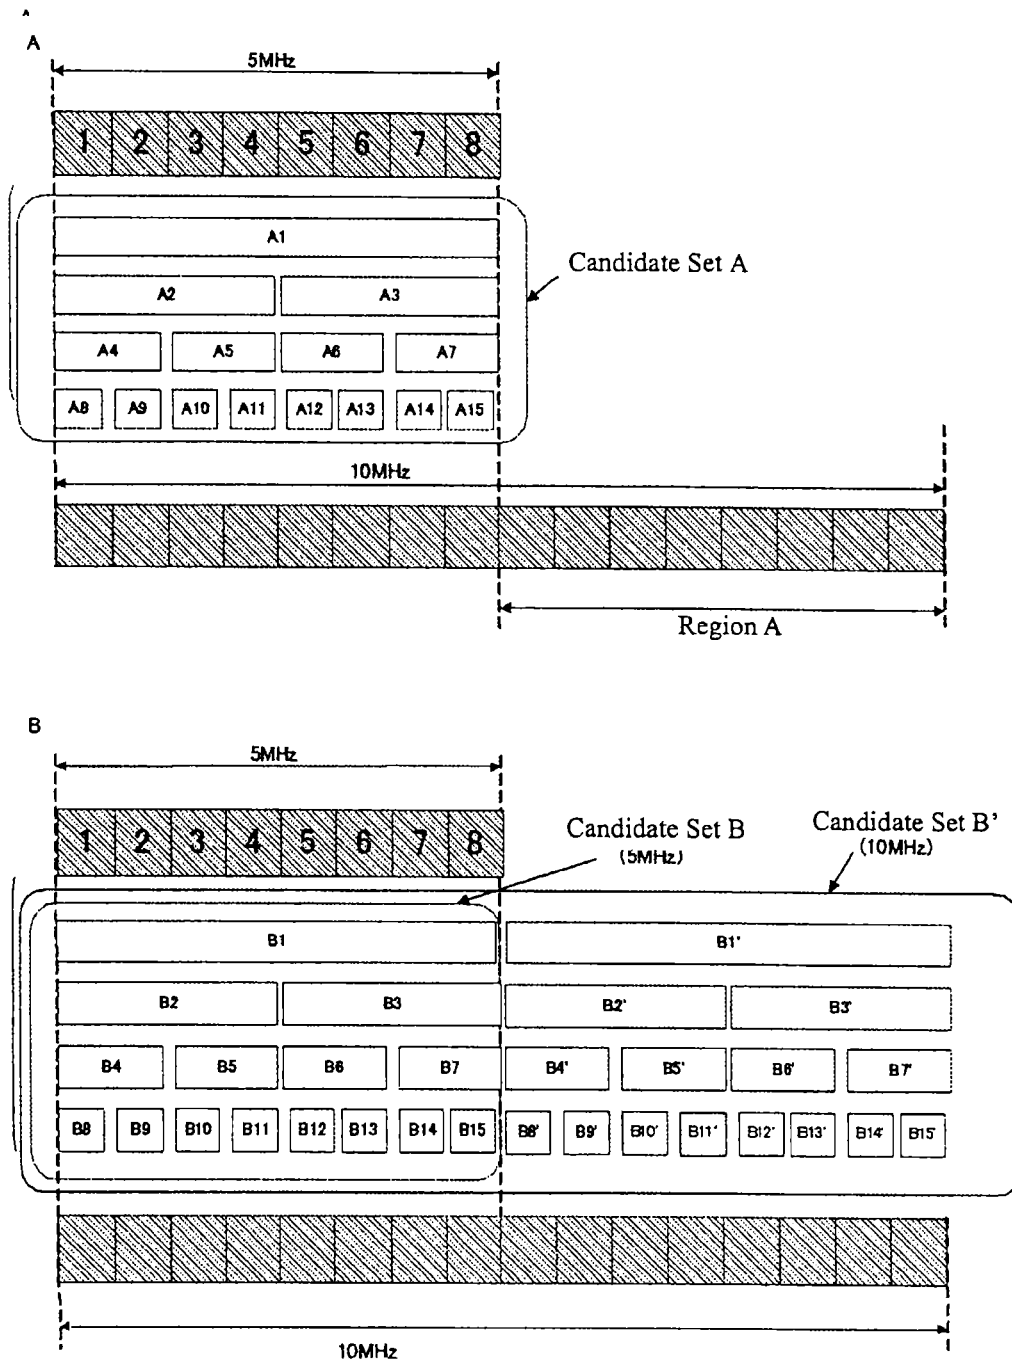 A
5MHz
1 2 3 4 5 6 7 8
A1
Candidate Set A
A2 A3
A4 A5 A6 A7
A8 A9 A10 A11 A12 A13 A14 A15
10MHz
Region A
B
5MHz
1 2 3 4 5 6 7 8
Candidate Set B
(5MHz)
Candidate Set B'
(10MHz)
B1 B1'
B2 B3 B2' B3'
B4 B5 B6 B7 B4' B5' B6' B7'
B8 B9 B10 B11 B12 B13 B14 B15 B8' B9' B10' B11' B12' B13' B14' B15'
10MHz